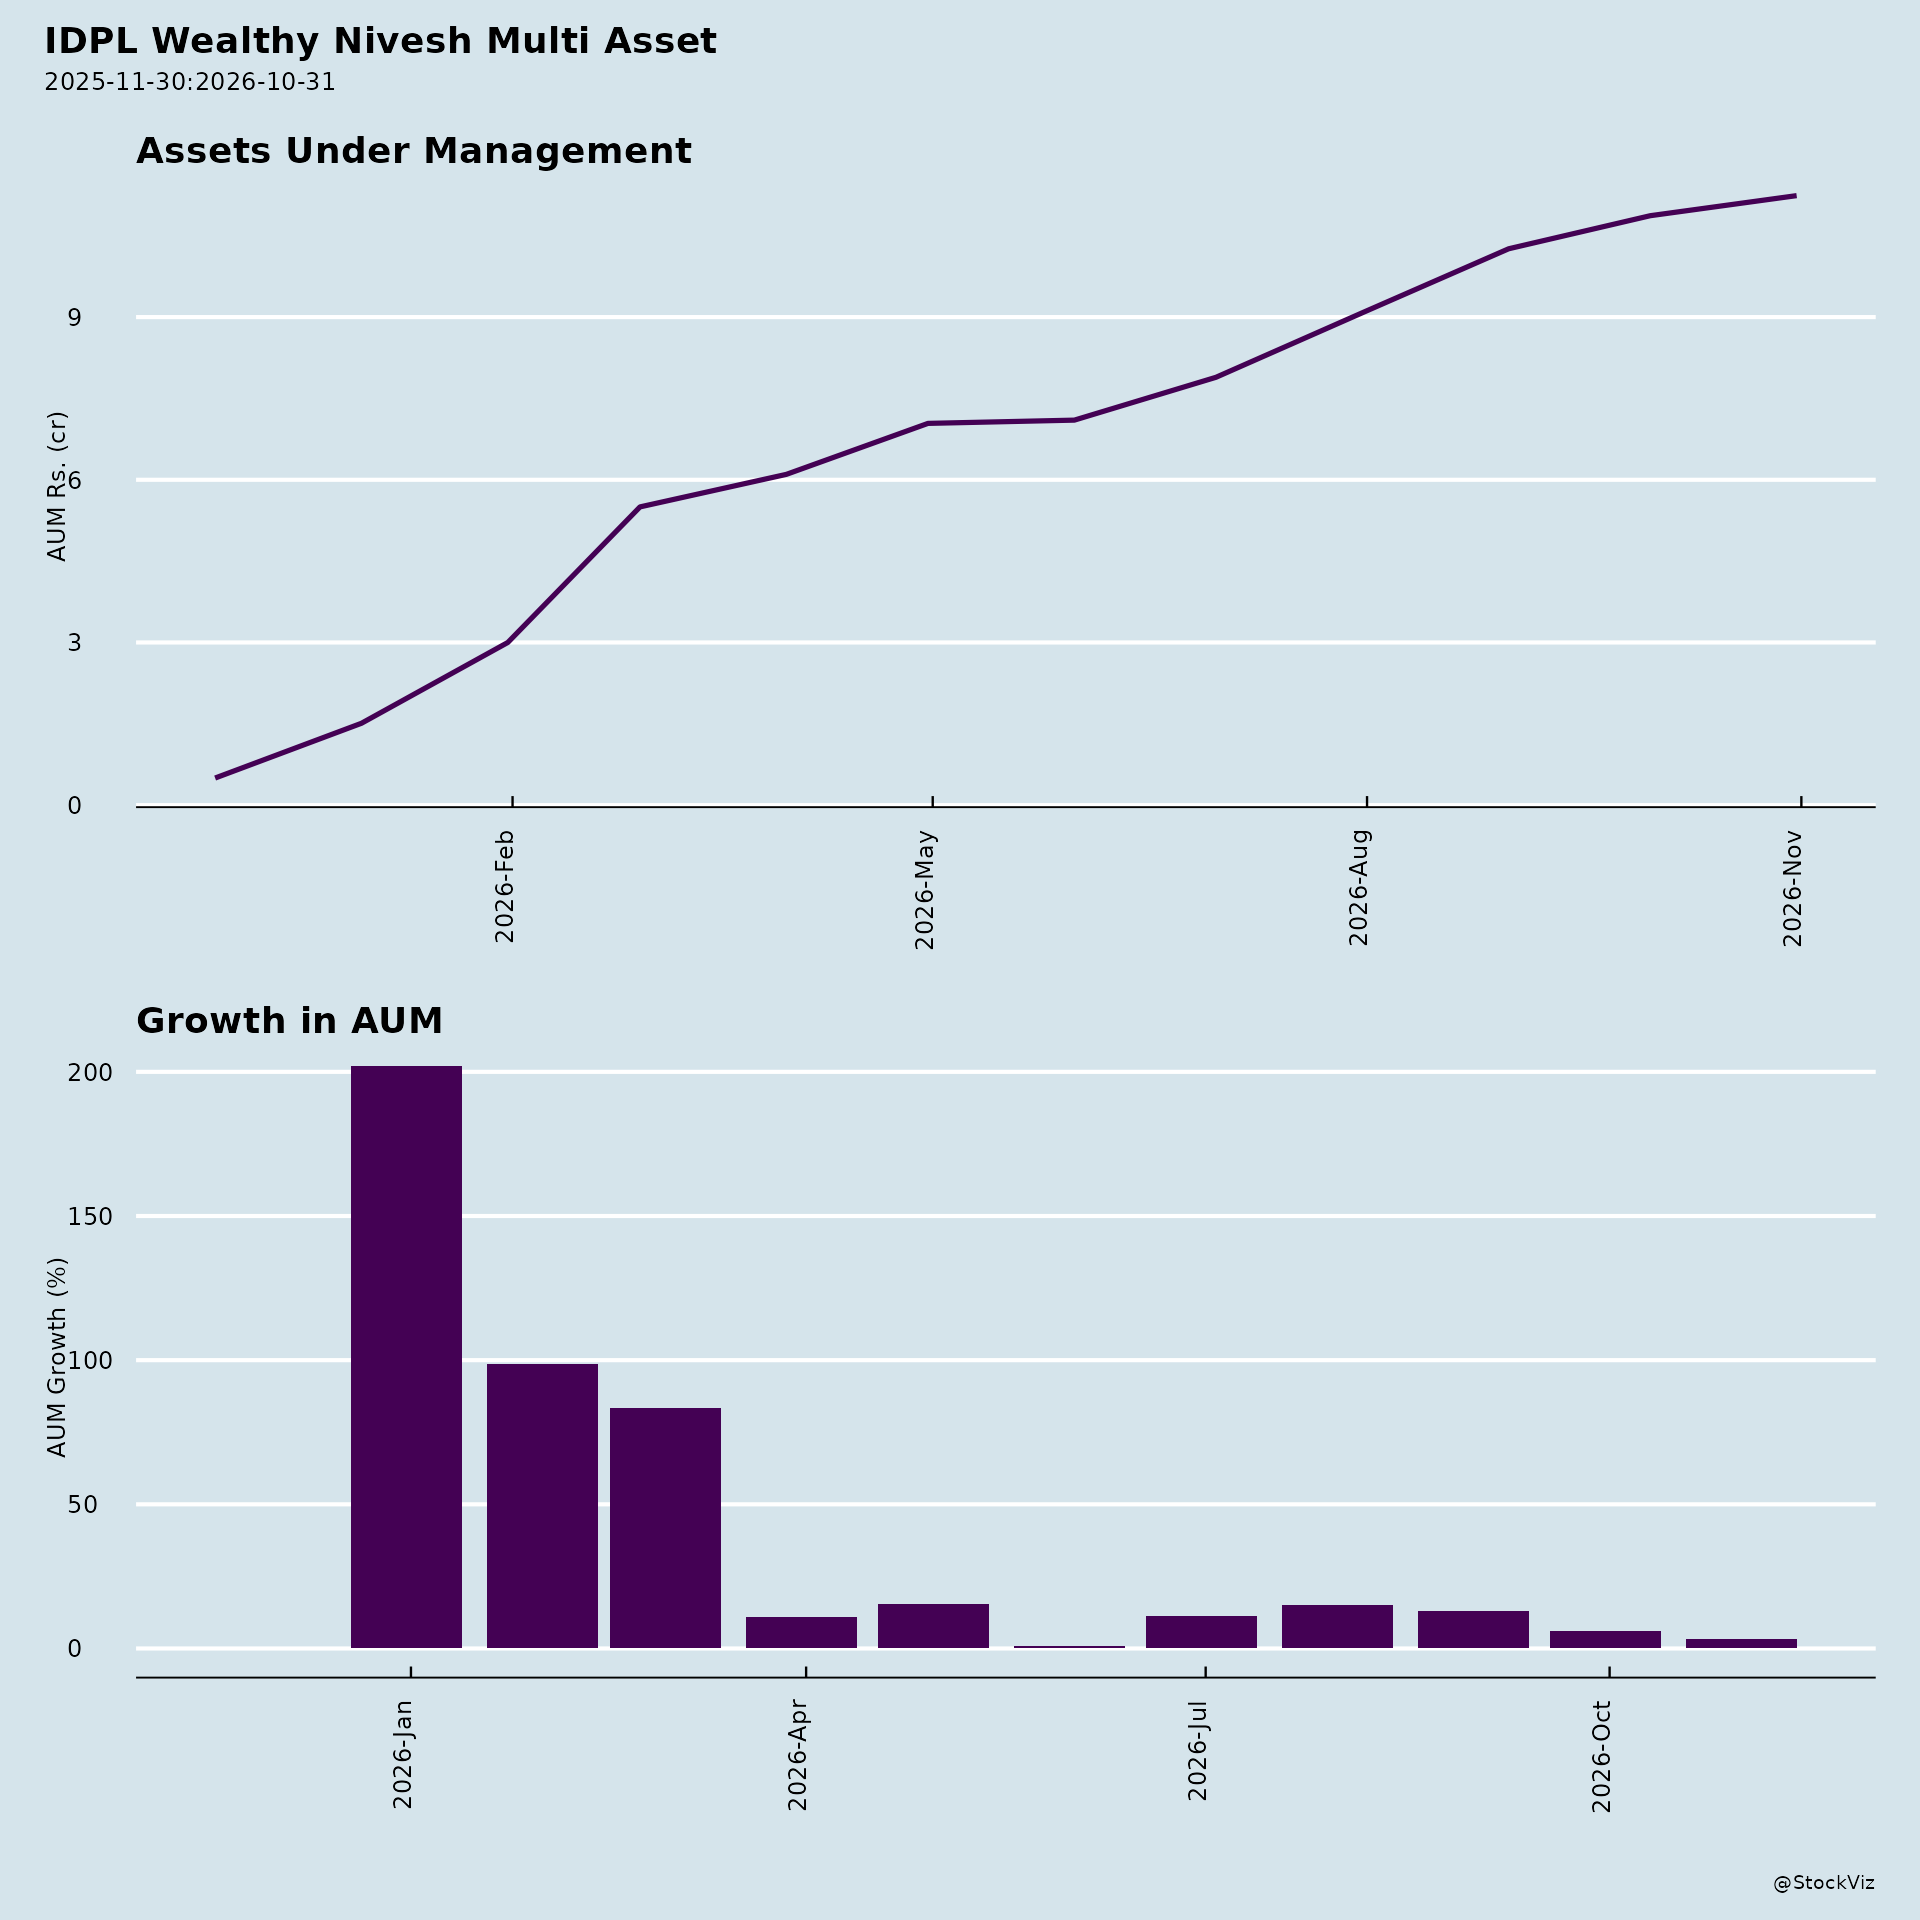 IDPL Wealthy Nivesh Multi Asset
2025-11-30:2026-10-31
Assets Under Management
AUM Rs. (cr)
9
6
3
0
2026-Feb
2026-May
2026-Aug
2026-Nov
Growth in AUM
AUM Growth (%)
200
150
100
50
0
2026-Jan
2026-Apr
2026-Jul
2026-Oct
@StockViz